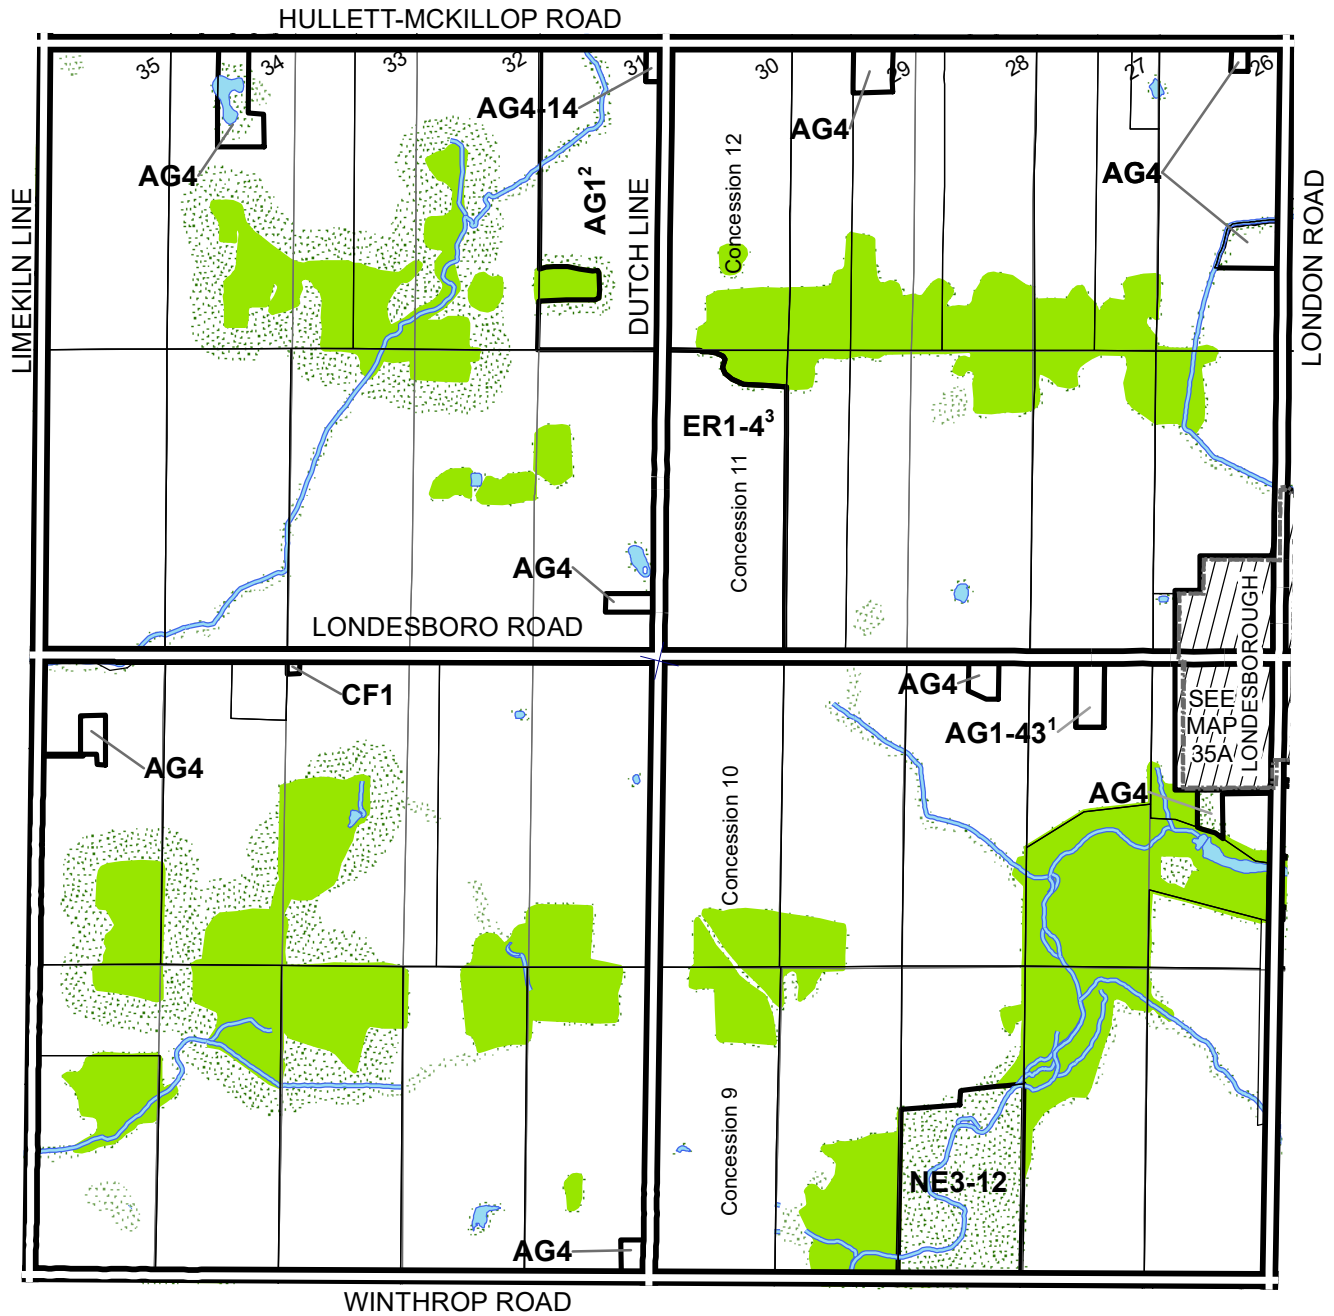 HULLETT-MCKILLOP ROAD
35
34
33
32
31
30
29
28
27
26
AG4-14
AG4
AG4
AG4
AG1²
DUTCH LINE
Concession 12
LIMEKILN LINE
LONDON ROAD
ER1-4³
Concession 11
AG4
LONDESBORO ROAD
LONDESBOROUGH
CF1
AG4
AG1-43¹
SEE
MAP
35A
AG4
AG4
Concession 10
Concession 9
NE3-12
AG4
WINTHROP ROAD